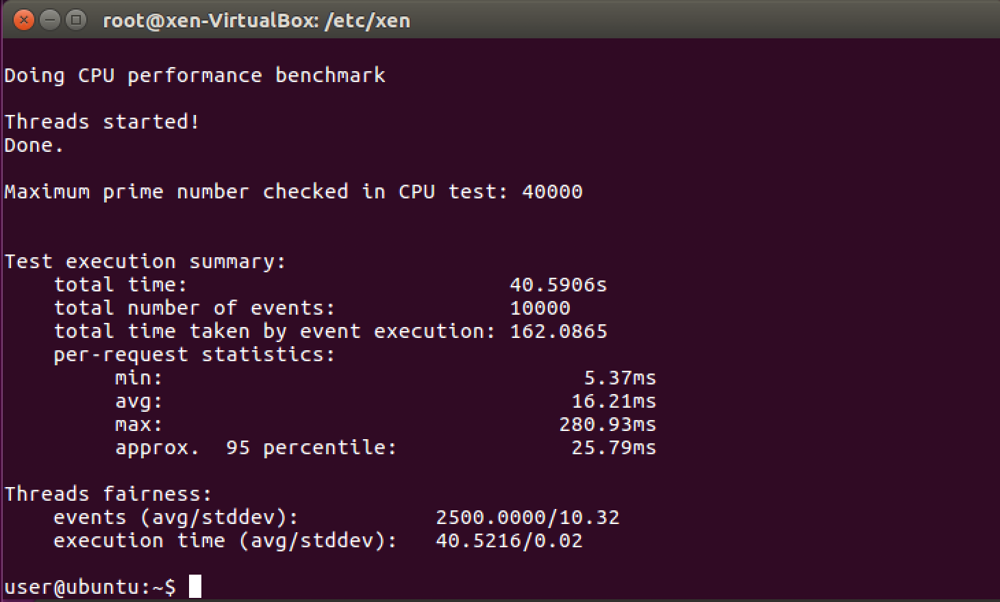 root@xen-VirtualBox: /etc/xen
Doing CPU performance benchmark
Threads started!
Done.
Maximum prime number checked in CPU test: 40000
Test execution summary:
total time: 40.5906s
total number of events: 10000
total time taken by event execution: 162.0865
per-request statistics:
min: 5.37ms
avg: 16.21ms
max: 280.93ms
approx.  95 percentile: 25.79ms
Threads fairness:
events (avg/stddev): 2500.0000/10.32
execution time (avg/stddev): 40.5216/0.02
user@ubuntu:~$